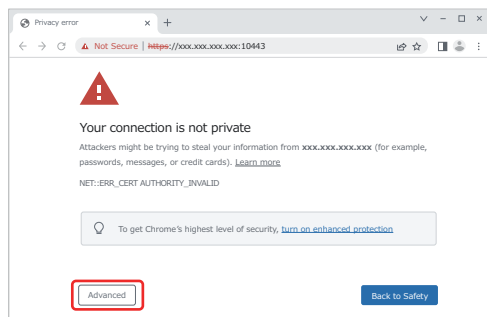 Privacy error
Not Secure | https://xxx.xxx.xxx.xxx:10443
Your connection is not private
Attackers might be trying to steal your information from xxx.xxx.xxx.xxx (for example,
passwords, messages, or credit cards). Learn more
NET::ERR_CERT AUTHORITY_INVALID
To get Chrome's highest level of security, turn on enhanced protection
Advanced
Back to Safety